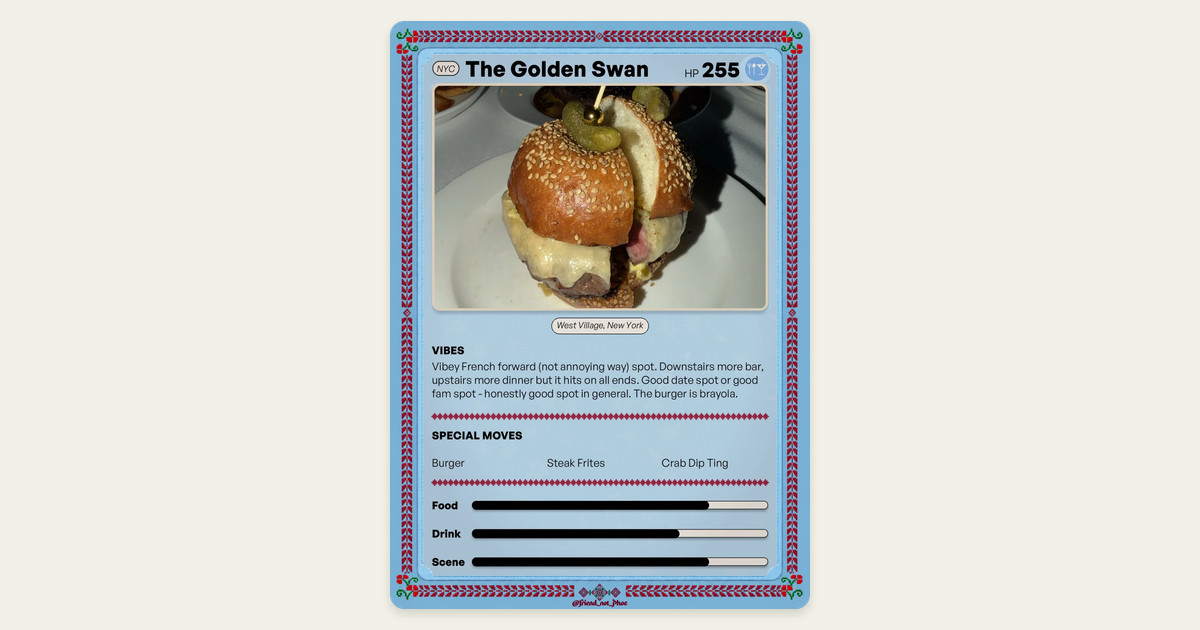 NYC The Golden Swan HP 255
West Village, New York
VIBES
Vibey French forward (not annoying way) spot. Downstairs more bar,
upstairs more dinner but it hits on all ends. Good date spot or good
fam spot - honestly good spot in general. The burger is brayola.
SPECIAL MOVES
Burger Steak Frites Crab Dip Ting
Food
Drink
Scene
@friend_not_phoe